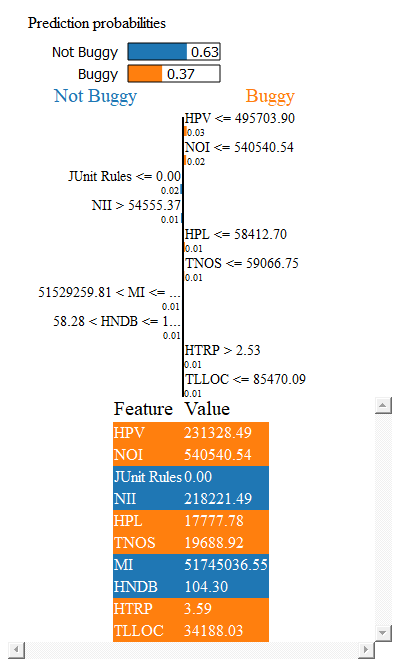 Prediction probabilities
Not Buggy 0.63
Buggy 0.37
Not Buggy Buggy
HPV <= 495703.90
0.03
NOI <= 540540.54
0.02
JUnit Rules <= 0.00
0.02
NII > 54555.37
0.01
HPL <= 58412.70
0.01
TNOS <= 59066.75
0.01
51529259.81 < MI <= ...
0.01
58.28 < HNDB <= 1...
0.01
HTRP > 2.53
0.01
TLLOC <= 85470.09
0.01
Feature Value
HPV 231328.49
NOI 540540.54
JUnit Rules 0.00
NII 218221.49
HPL 17777.78
TNOS 19688.92
MI 51745036.55
HNDB 104.30
HTRP 3.59
TLLOC 34188.03